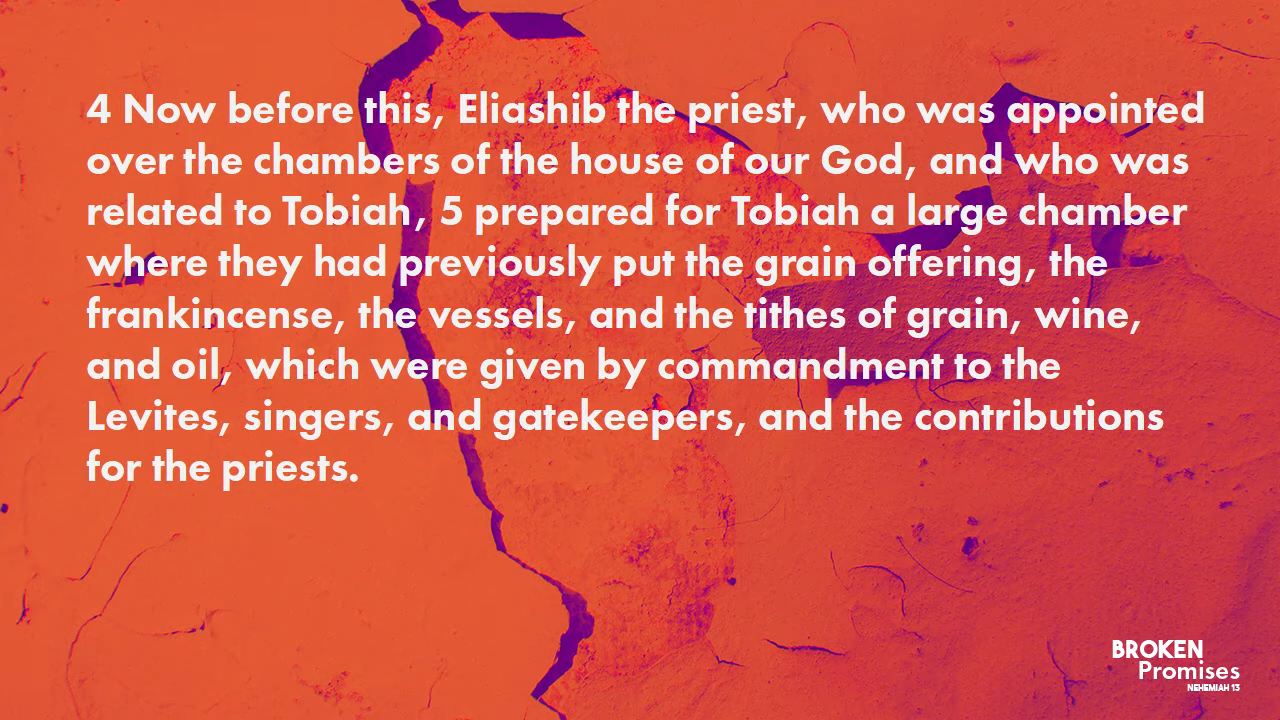 4 Now before this, Eliashib the priest, who was appointed
over the chambers of the house of our God, and who was
related to Tobiah, 5 prepared for Tobiah a large chamber
where they had previously put the grain offering, the
frankincense, the vessels, and the tithes of grain, wine,
and oil, which were given by commandment to the
Levites, singers, and gatekeepers, and the contributions
for the priests.
BROKEN
Promises
NEHEMIAH 13